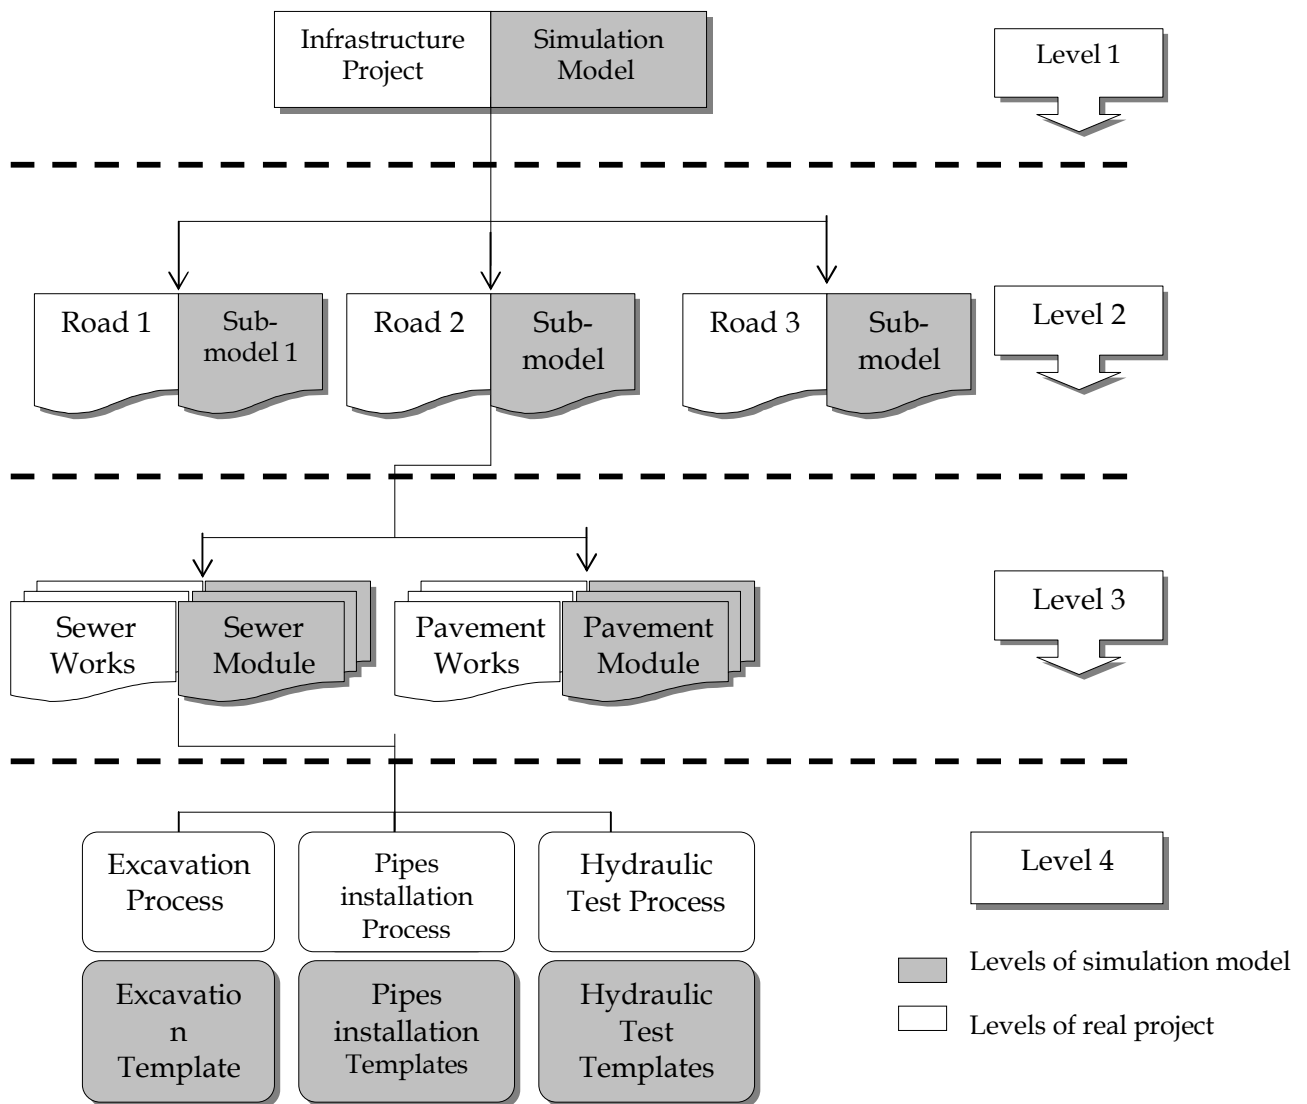 Infrastructure
Project
Simulation
Model
Level 1
Road 1
Sub-
model 1
Road 2
Sub-
model
Road 3
Sub-
model
Level 2
Sewer
Works
Sewer
Module
Pavement
Works
Pavement
Module
Level 3
Excavation
Process
Pipes
installation
Process
Hydraulic
Test Process
Level 4
Excavatio
n
Template
Pipes
installation
Templates
Hydraulic
Test
Templates
Levels of simulation model
Levels of real project